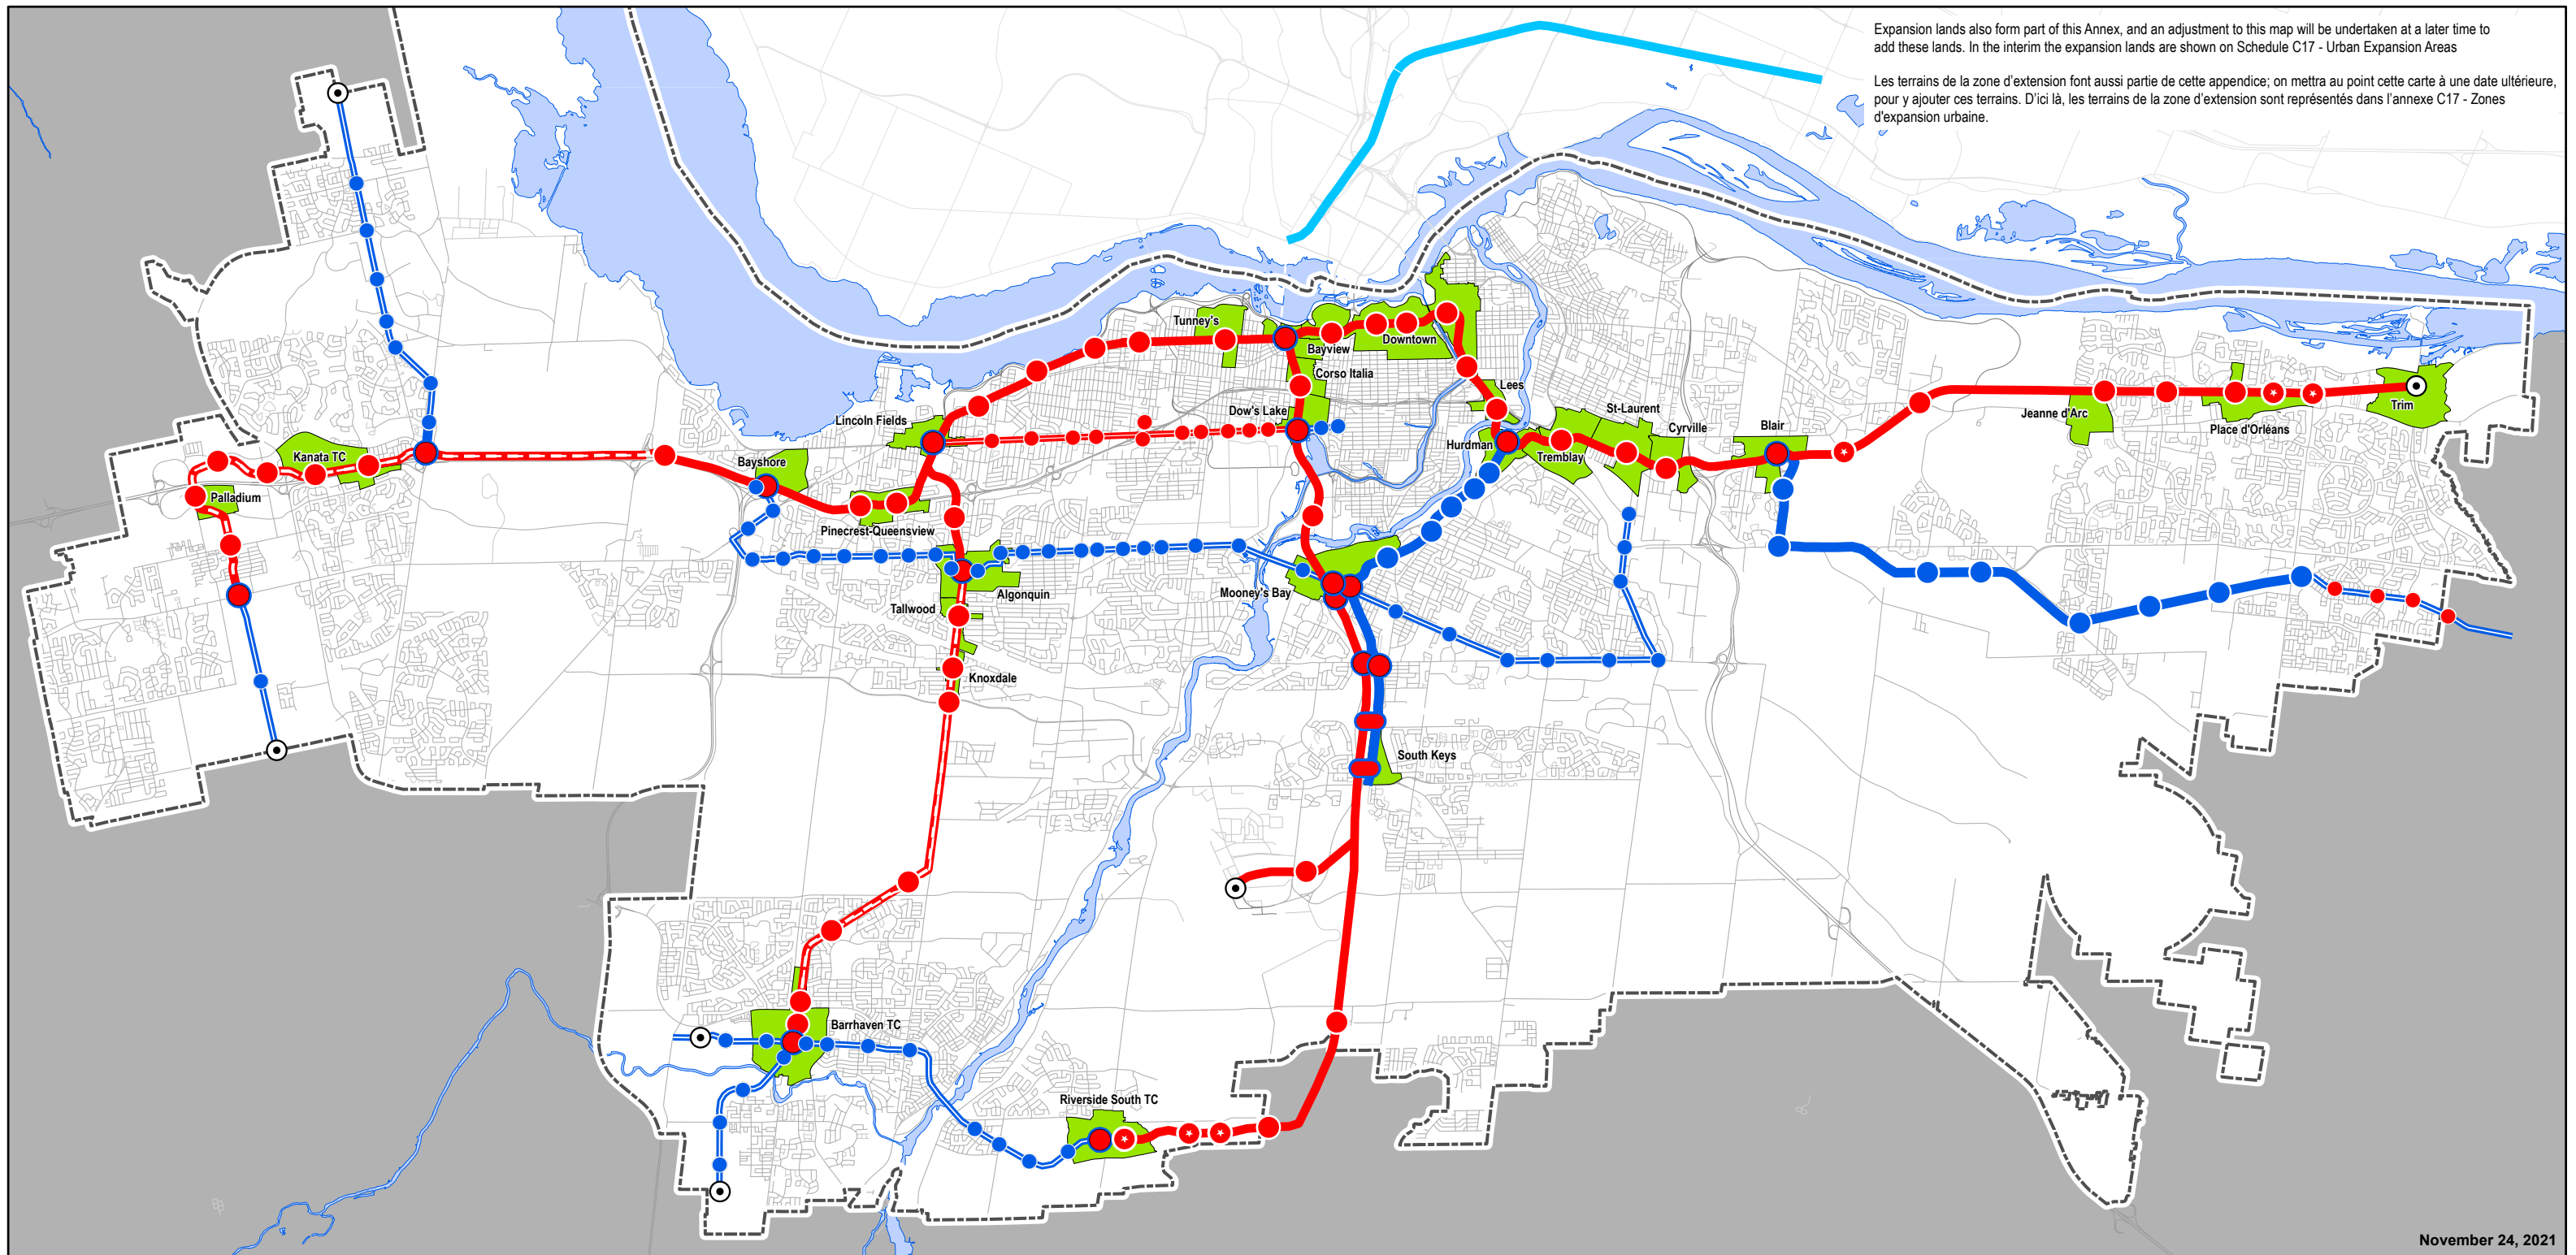 Expansion lands also form part of this Annex, and an adjustment to this map will be undertaken at a later time to
add these lands. In the interim the expansion lands are shown on Schedule C17 - Urban Expansion Areas
Les terrains de la zone d'extension font aussi partie de cette appendice; on mettra au point cette carte à une date ultérieure,
pour y ajouter ces terrains. D'ici là, les terrains de la zone d'extension sont représentés dans l'annexe C17 - Zones
d'expansion urbaine.
Tunney's
Bayview
Downtown
Corso Italia
Lees
Dow's Lake
St-Laurent
Lincoln Fields
Jeanne d'Arc
Trim
Cyrville
Blair
Place d'Orléans
Hurdman
Tremblay
Kanata TC
Bayshore
Palladium
Pinecrest-Queensview
Algonquin
Mooney's Bay
Tallwood
Knoxdale
South Keys
Barrhaven TC
Riverside South TC
November 24, 2021